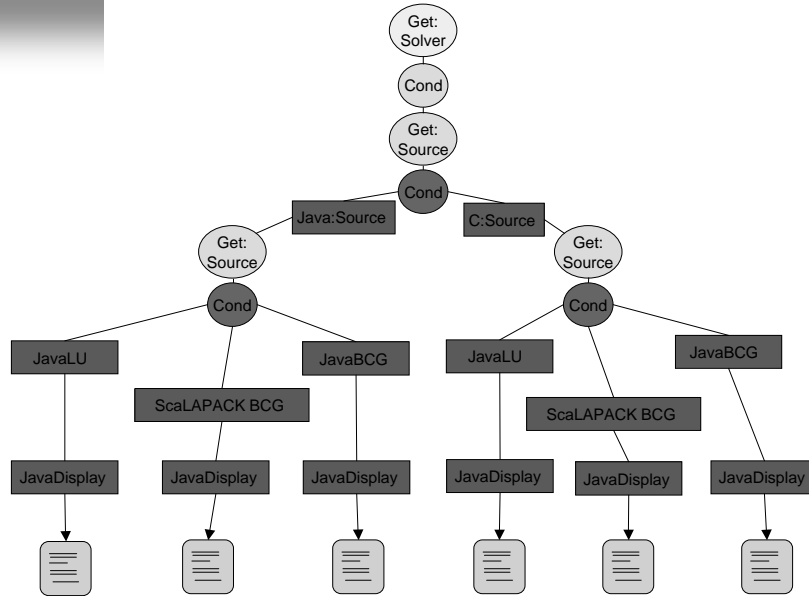 Get:
Solver
Cond
Get:
Source
Cond
Java:Source
C:Source
Get:
Source
Get:
Source
Cond
Cond
JavaLU
JavaBCG
JavaLU
JavaBCG
ScaLAPACK BCG
ScaLAPACK BCG
JavaDisplay
JavaDisplay
JavaDisplay
JavaDisplay
JavaDisplay
JavaDisplay